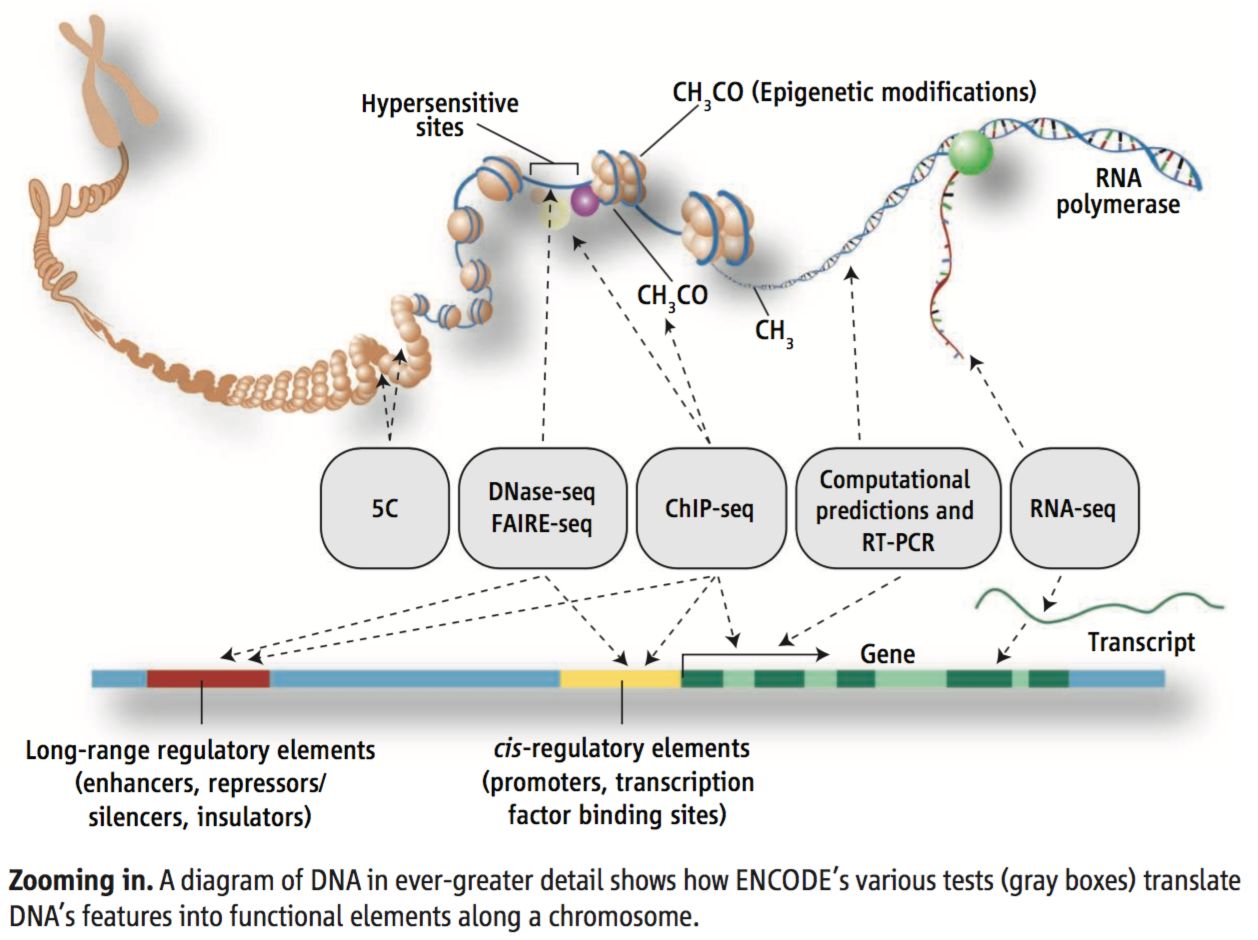 Hypersensitive
sites
CH₃CO (Epigenetic modifications)
RNA
polymerase
CH₃CO
CH₃
5C
DNase-seq
FAIRE-seq
ChIP-seq
Computational
predictions and
RT-PCR
RNA-seq
Transcript
Gene
Long-range regulatory elements
(enhancers, repressors/
silencers, insulators)
cis-regulatory elements
(promoters, transcription
factor binding sites)
Zooming in. A diagram of DNA in ever-greater detail shows how ENCODE’s various tests (gray boxes) translate
DNA’s features into functional elements along a chromosome.